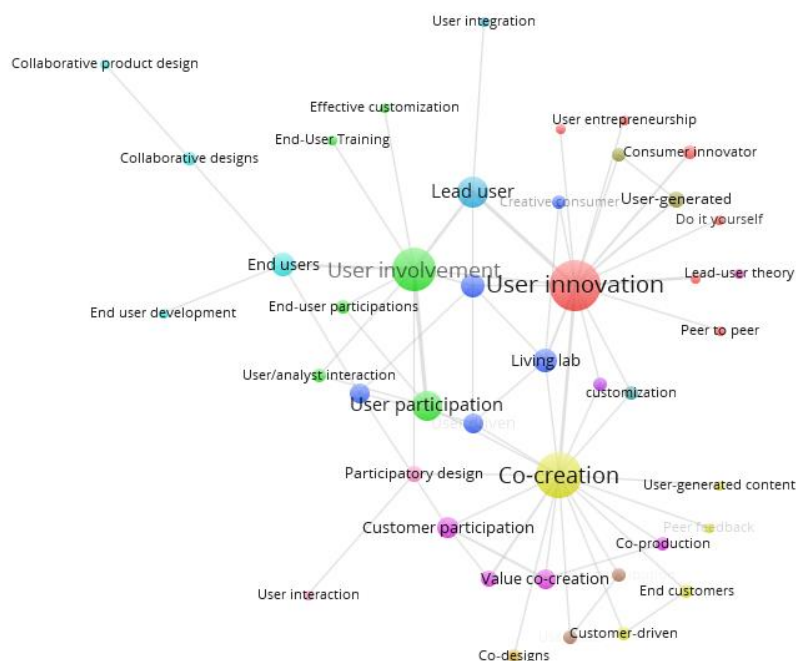 User integration
Collaborative product design
Effective customization
User entrepreneurship
End-User Training
Consumer innovator
Collaborative designs
Lead user
Creative consumer
User-generated
Do it yourself
End users
User involvement
Lead-user theory
User innovation
End-user participations
End user development
Peer to peer
Living lab
User/analyst interaction
customization
User participation
Participatory design
Co-creation
User-generated content
Peer feedback
Customer participation
Co-production
Value co-creation
End customers
User interaction
Customer-driven
Co-designs